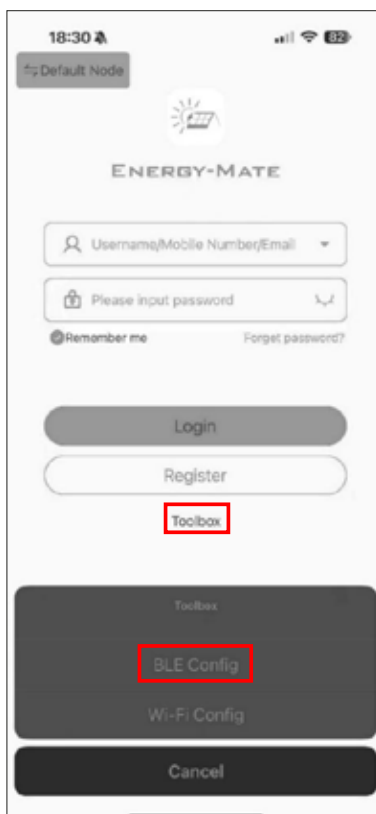 18:30
82
Default Node
ENERGY-MATE
Username/Mobile Number/Email
Please input password
Remember me Forget password?
Login
Register
Toolbox
Toolbox
BLE Config
Wi-Fi Config
Cancel